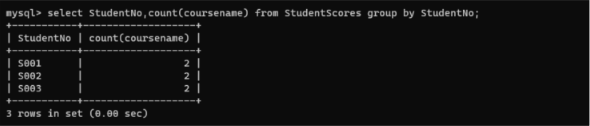 mysql> select StudentNo,count(coursename) from StudentScores group by StudentNo;
+-----------+-------------------+
| StudentNo | count(coursename) |
+-----------+-------------------+
| S001      |                 2 |
| S002      |                 2 |
| S003      |                 2 |
+-----------+-------------------+
3 rows in set (0.00 sec)